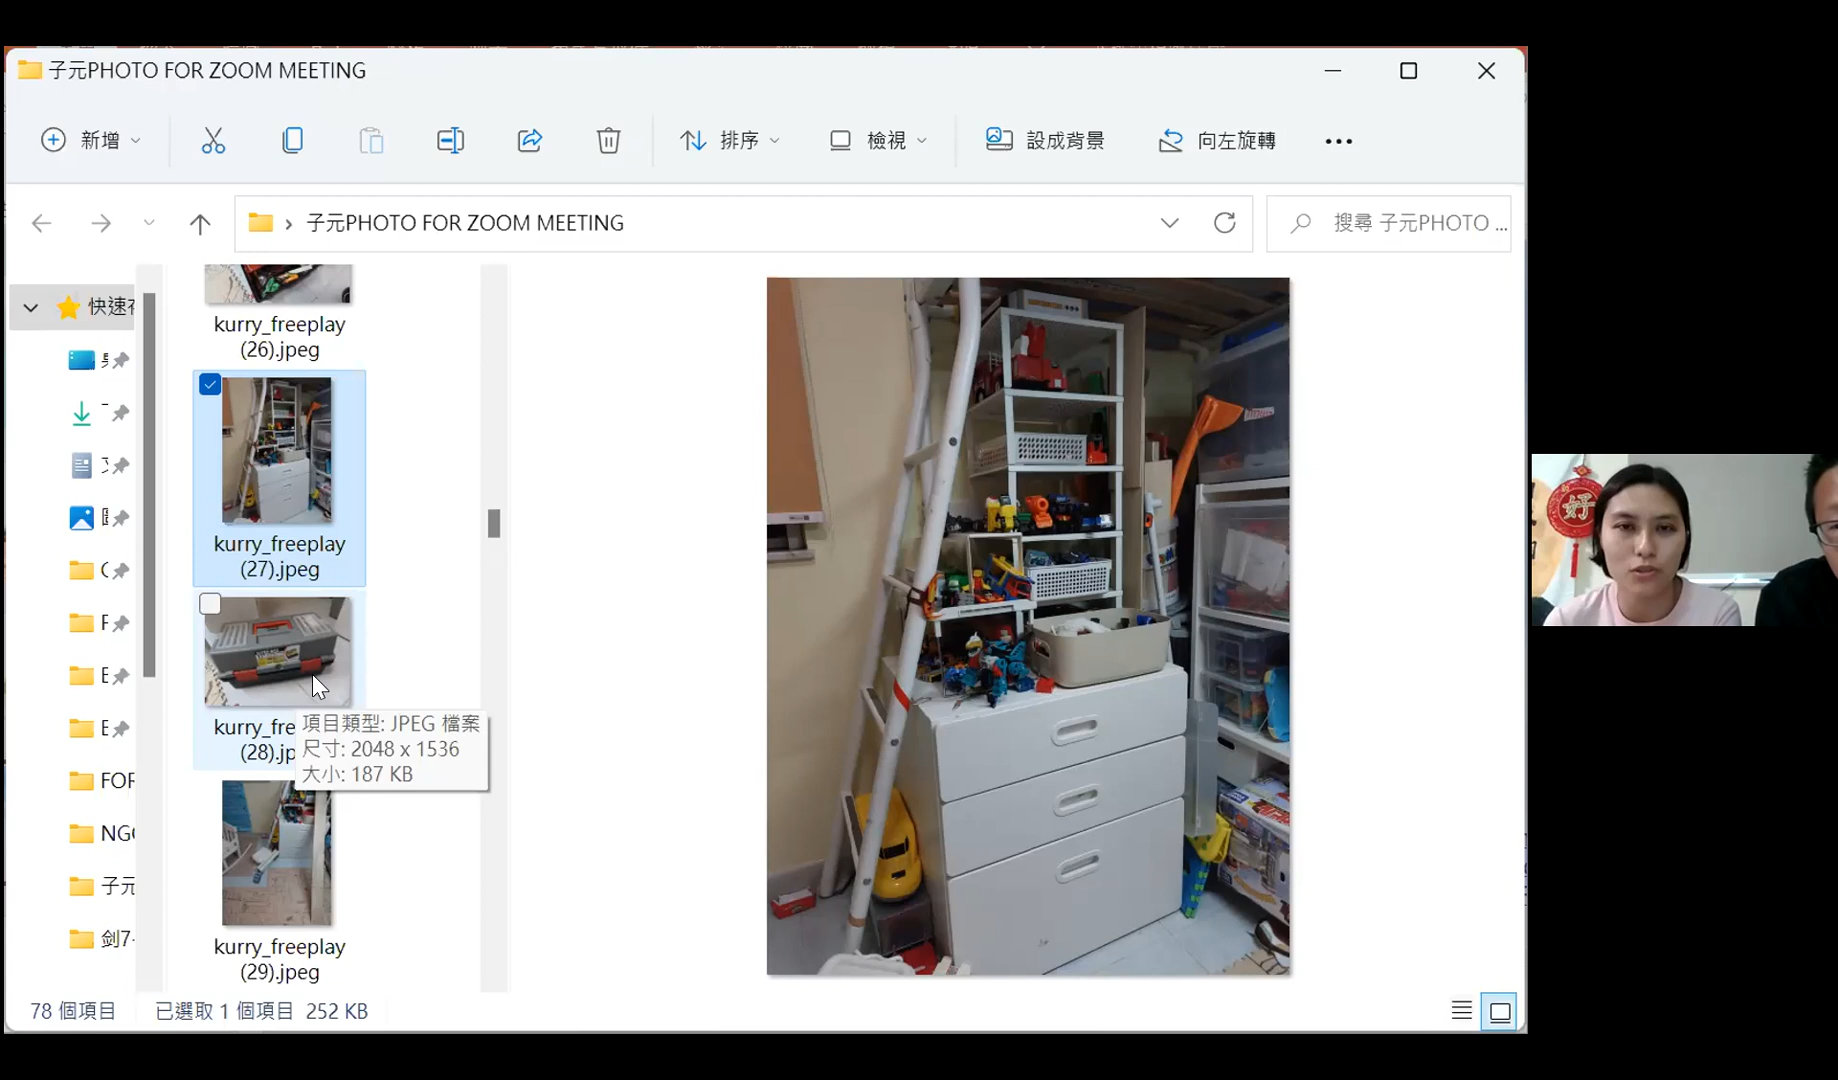 子元PHOTO FOR ZOOM MEETING
新增
排序
檢視
設成背景
向左旋轉
子元PHOTO FOR ZOOM MEETING
搜尋 子元PHOTO ...
快速
kurry_freeplay
(26).jpeg
kurry_freeplay
(27).jpeg
kurry_fre
(28).jp
項目類型: JPEG 檔案
尺寸: 2048 x 1536
大小: 187 KB
kurry_freeplay
(29).jpeg
FOR
NG
子元
剑7-
78 個項目
已選取 1 個項目 252 KB
好